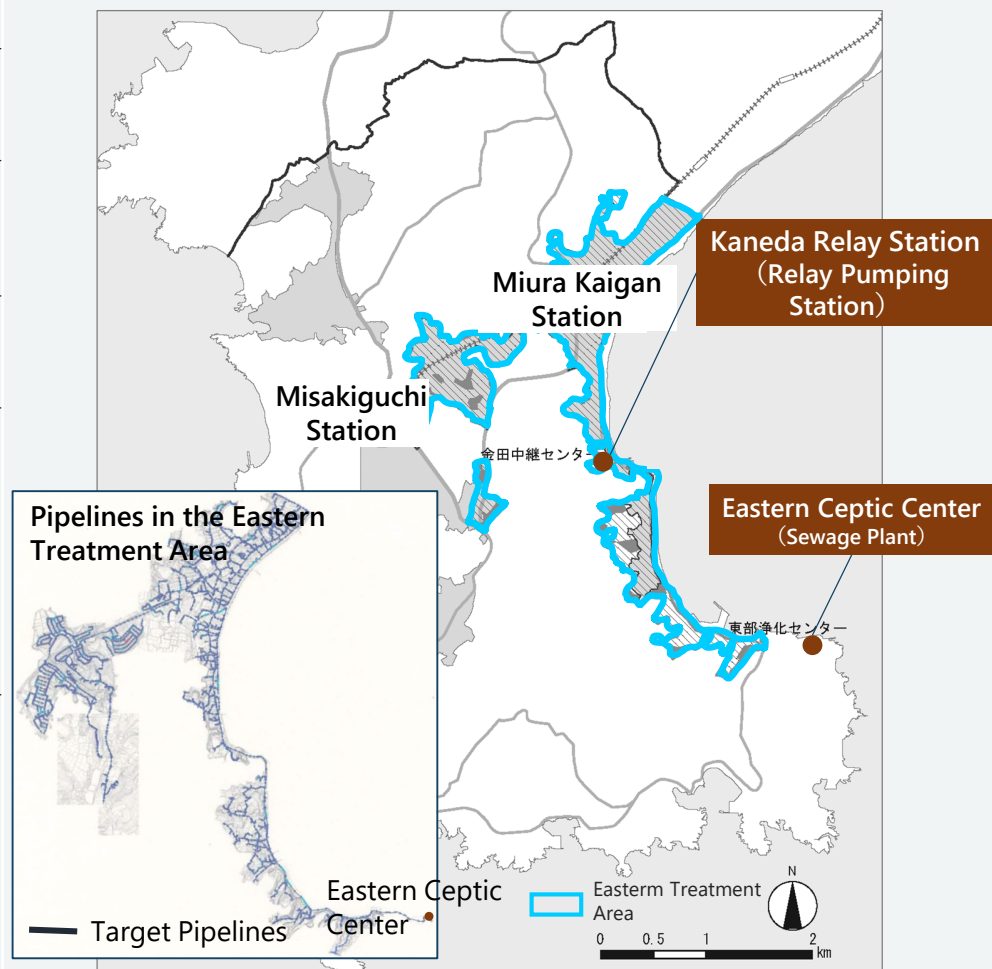 Kaneda Relay Station
（Relay Pumping
Station）
Miura Kaigan
Station
Misakiguchi
Station
金田中継センター
Eastern Ceptic Center
(Sewage Plant)
東部浄化センター
Pipelines in the Eastern
Treatment Area
Eastern Ceptic
Center
Target Pipelines
Easterm Treatment
Area
N
0 0.5 1 2
km